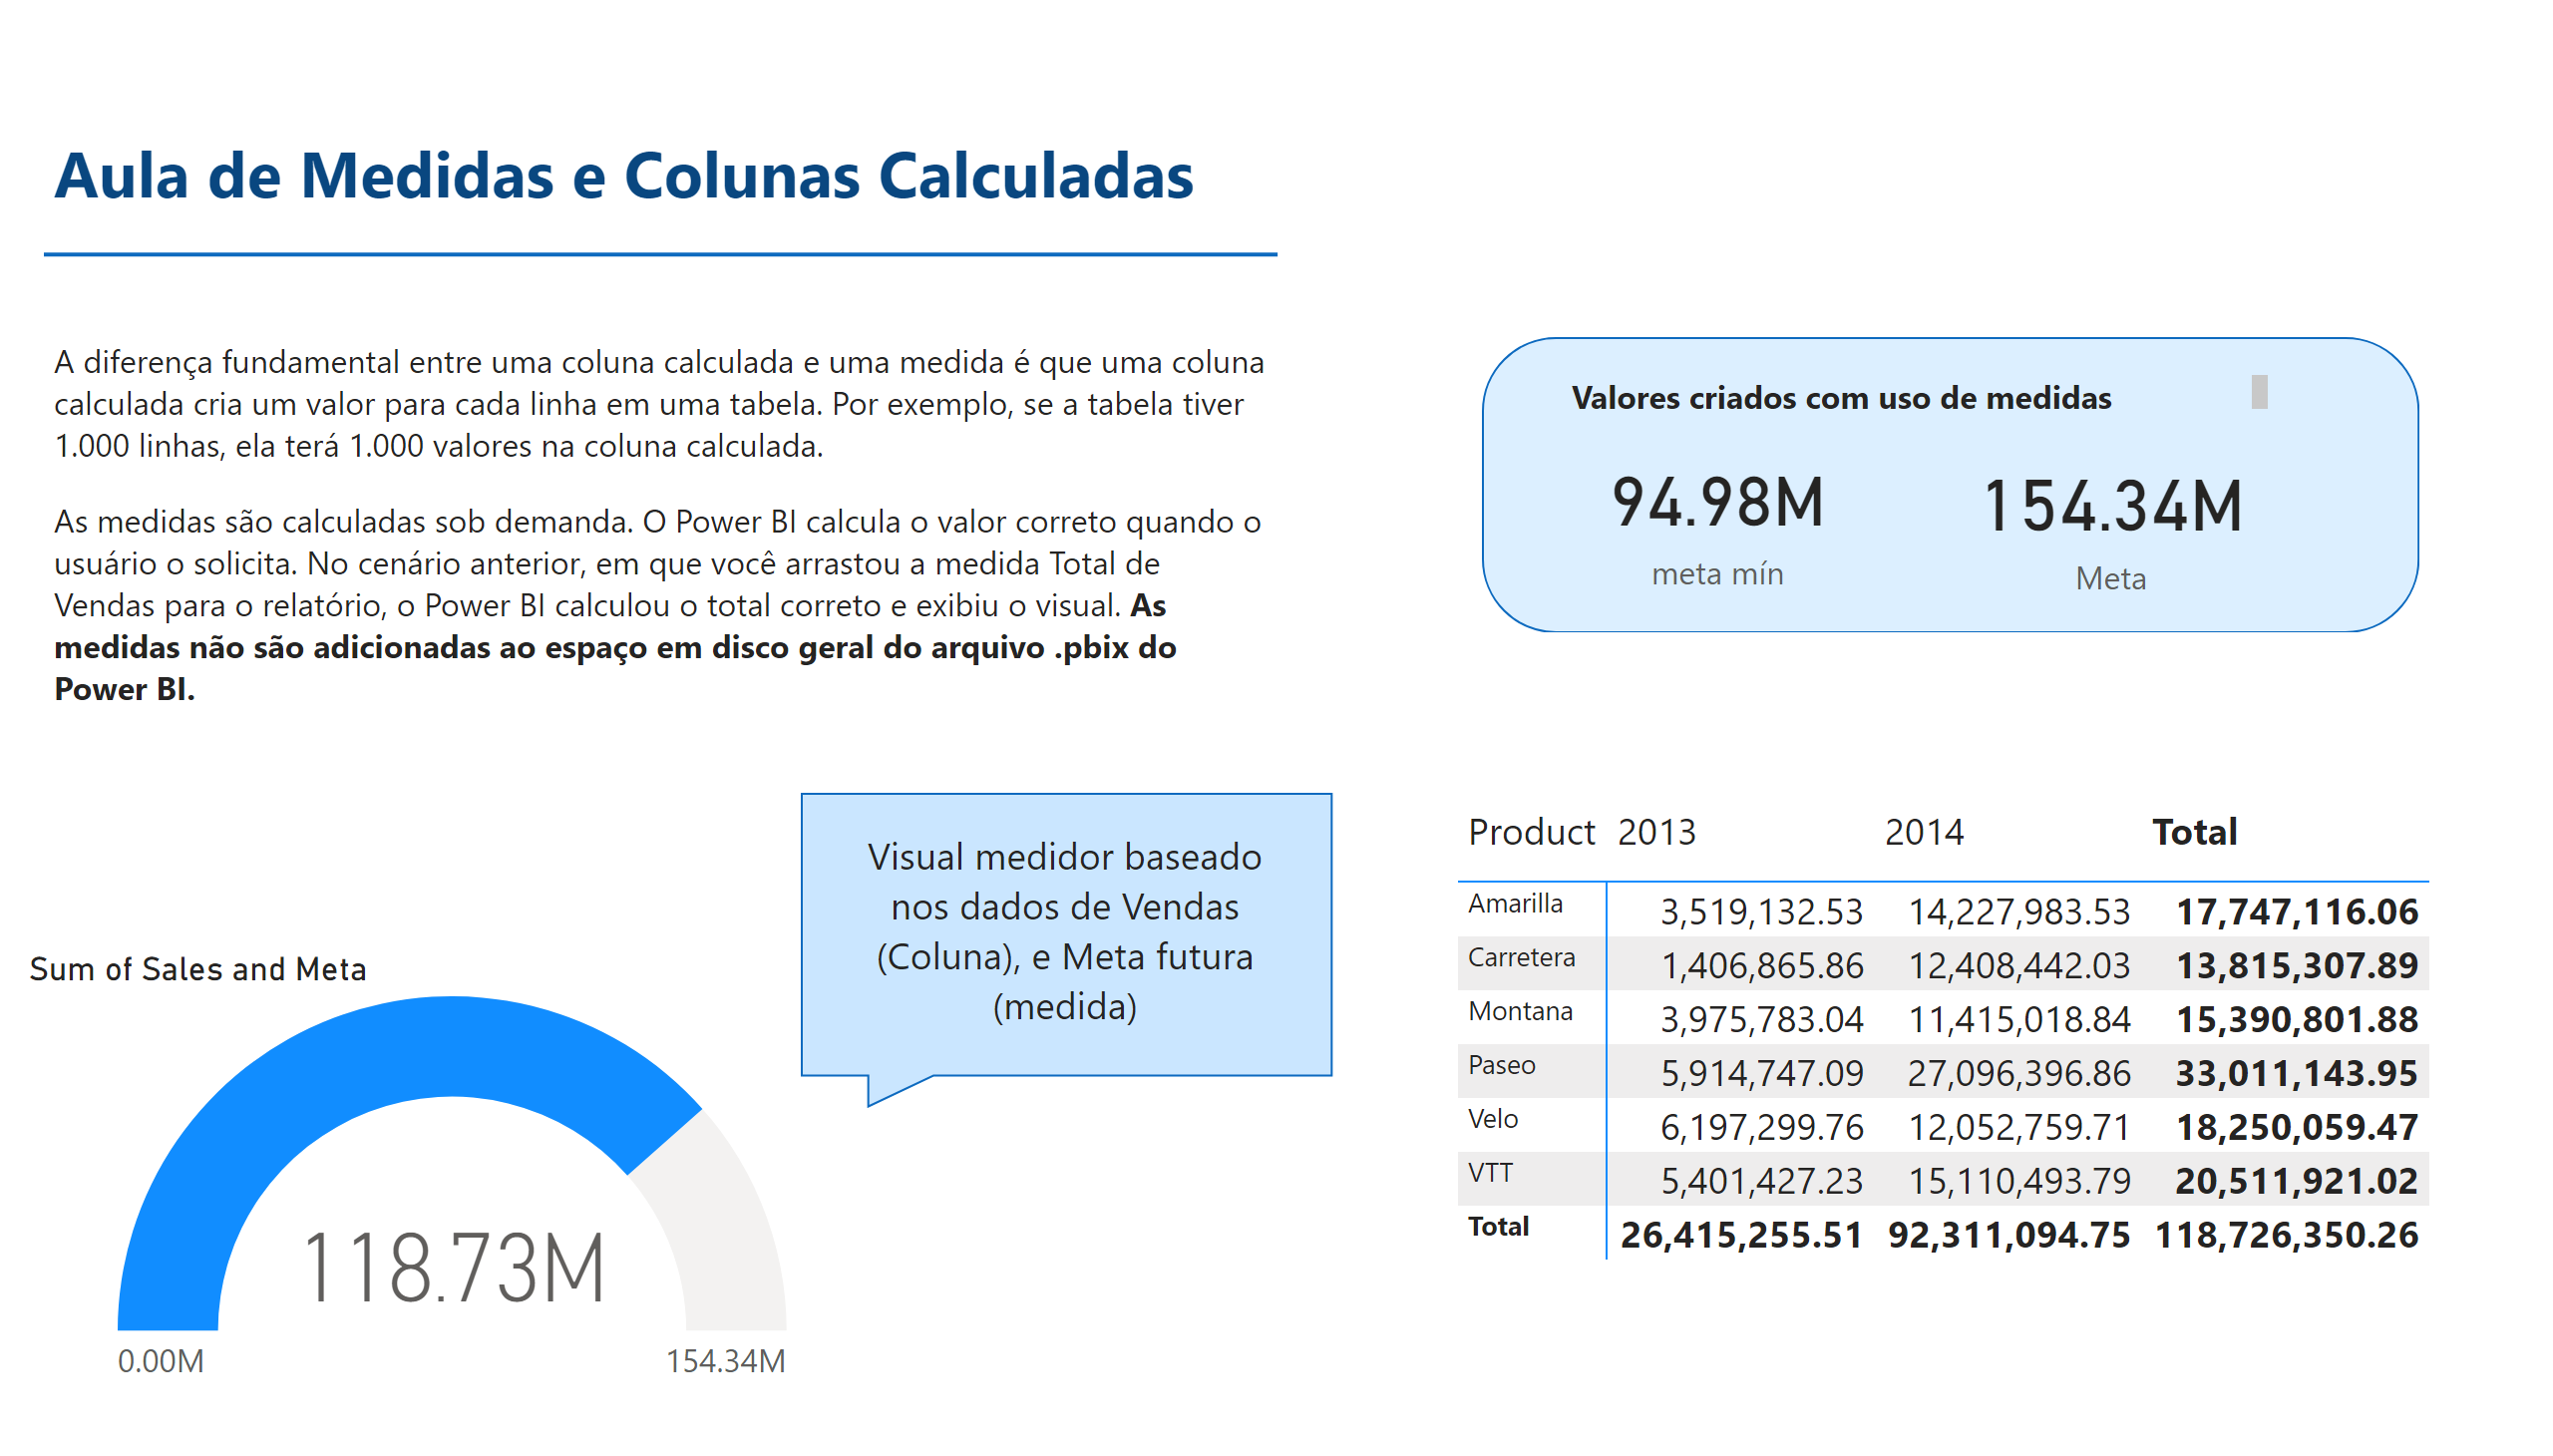 Aula de Medidas e Colunas Calculadas
A diferença fundamental entre uma coluna calculada e uma medida é que uma coluna
calculada cria um valor para cada linha em uma tabela. Por exemplo, se a tabela tiver
1.000 linhas, ela terá 1.000 valores na coluna calculada.
As medidas são calculadas sob demanda. O Power BI calcula o valor correto quando o
usuário o solicita. No cenário anterior, em que você arrastou a medida Total de
Vendas para o relatório, o Power BI calculou o total correto e exibiu o visual. As
medidas não são adicionadas ao espaço em disco geral do arquivo .pbix do
Power BI.
Valores criados com uso de medidas
94.98M 154.34M
meta mín Meta
Visual medidor baseado
nos dados de Vendas
(Coluna), e Meta futura
(medida)
Sum of Sales and Meta
118.73M
0.00M 154.34M
Product 2013 2014 Total
Amarilla 3,519,132.53 14,227,983.53 17,747,116.06
Carretera 1,406,865.86 12,408,442.03 13,815,307.89
Montana 3,975,783.04 11,415,018.84 15,390,801.88
Paseo 5,914,747.09 27,096,396.86 33,011,143.95
Velo 6,197,299.76 12,052,759.71 18,250,059.47
VTT 5,401,427.23 15,110,493.79 20,511,921.02
Total 26,415,255.51 92,311,094.75 118,726,350.26